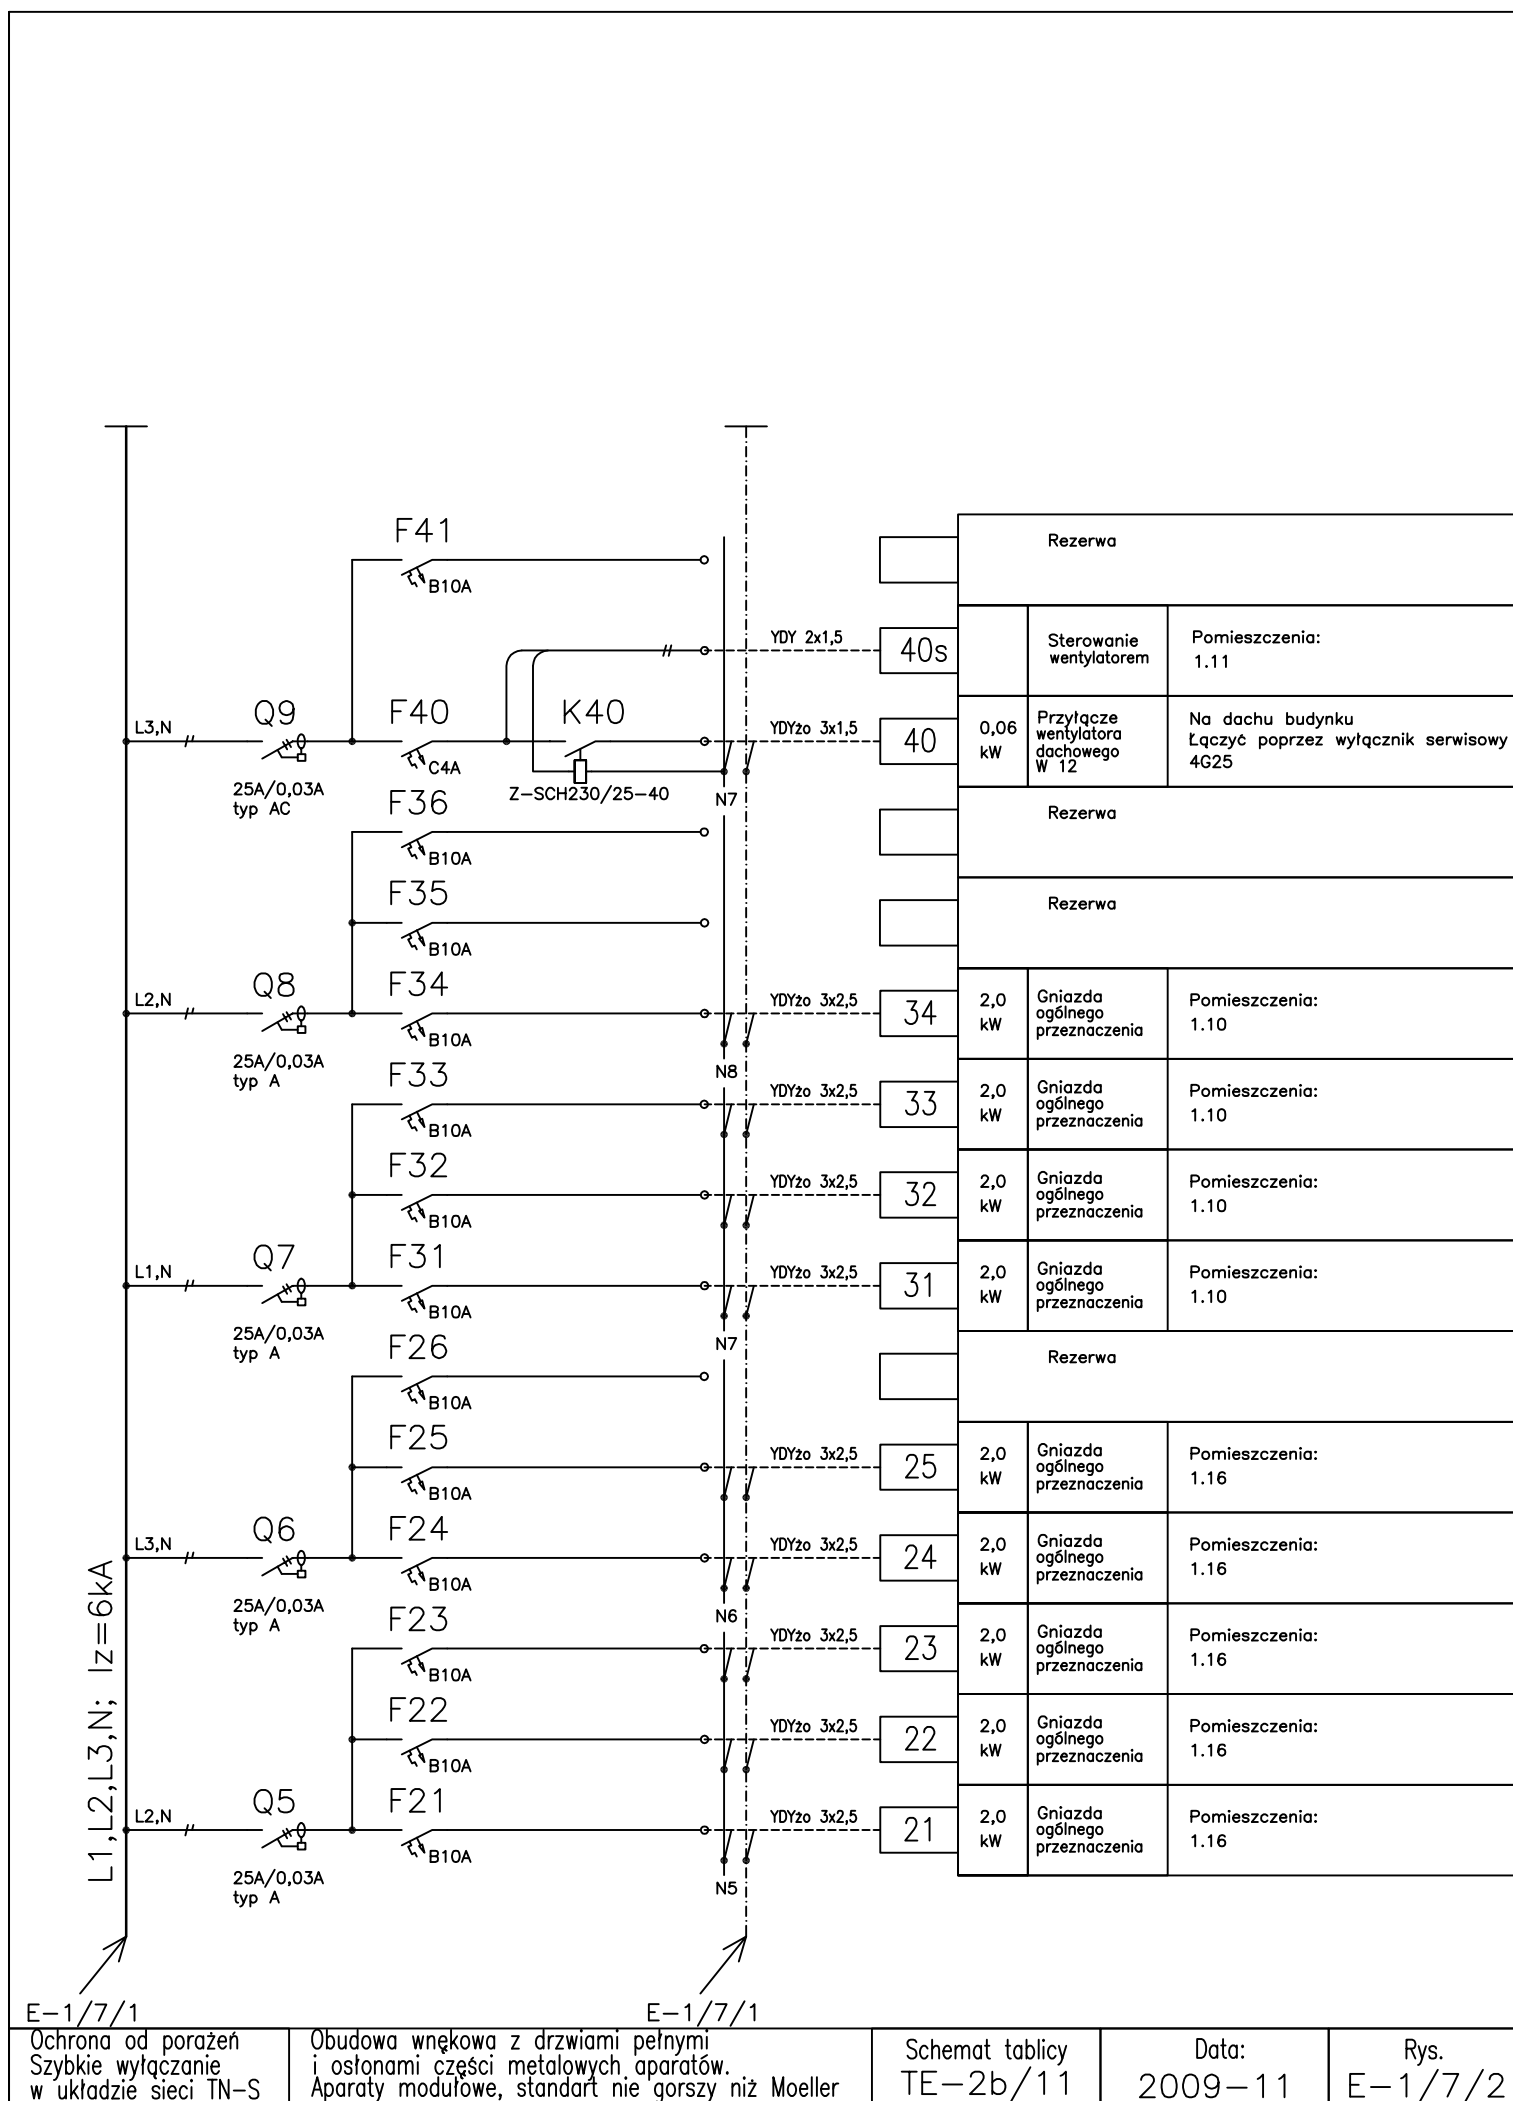 F41
B10A
Rezerwa
YDY 2x1,5
40s
Sterowanie
wentylatorem
Pomieszczenia:
1.11
L3,N
Q9
25A/0,03A
typ AC
F40
C4A
K40
Z-SCH230/25-40
N7
YDYżo 3x1,5
40
0,06
kW
Przyłącze
wentylatora
dachowego
W 12
Na dachu budynku
Łączyć poprzez wyłącznik serwisowy
4G25
F36
B10A
Rezerwa
F35
B10A
Rezerwa
L2,N
Q8
25A/0,03A
typ A
F34
B10A
N8
YDYżo 3x2,5
34
2,0
kW
Gniazda
ogólnego
przeznaczenia
Pomieszczenia:
1.10
F33
B10A
YDYżo 3x2,5
33
2,0
kW
Gniazda
ogólnego
przeznaczenia
Pomieszczenia:
1.10
F32
B10A
YDYżo 3x2,5
32
2,0
kW
Gniazda
ogólnego
przeznaczenia
Pomieszczenia:
1.10
L1,N
Q7
25A/0,03A
typ A
F31
B10A
N7
YDYżo 3x2,5
31
2,0
kW
Gniazda
ogólnego
przeznaczenia
Pomieszczenia:
1.10
F26
B10A
Rezerwa
F25
B10A
YDYżo 3x2,5
25
2,0
kW
Gniazda
ogólnego
przeznaczenia
Pomieszczenia:
1.16
L3,N
Q6
25A/0,03A
typ A
F24
B10A
N6
YDYżo 3x2,5
24
2,0
kW
Gniazda
ogólnego
przeznaczenia
Pomieszczenia:
1.16
F23
B10A
YDYżo 3x2,5
23
2,0
kW
Gniazda
ogólnego
przeznaczenia
Pomieszczenia:
1.16
F22
B10A
YDYżo 3x2,5
22
2,0
kW
Gniazda
ogólnego
przeznaczenia
Pomieszczenia:
1.16
L1,L2,L3,N; Iz=6kA
L2,N
Q5
25A/0,03A
typ A
F21
B10A
N5
YDYżo 3x2,5
21
2,0
kW
Gniazda
ogólnego
przeznaczenia
Pomieszczenia:
1.16
E-1/7/1
E-1/7/1
Ochrona od porażeń
Szybkie wyłączanie
w układzie sieci TN-S
Obudowa wnękowa z drzwiami pełnymi
i osłonami części metalowych aparatów.
Aparaty modułowe, standart nie gorszy niż Moeller
Schemat tablicy
TE-2b/11
Data:
2009-11
Rys.
E-1/7/2